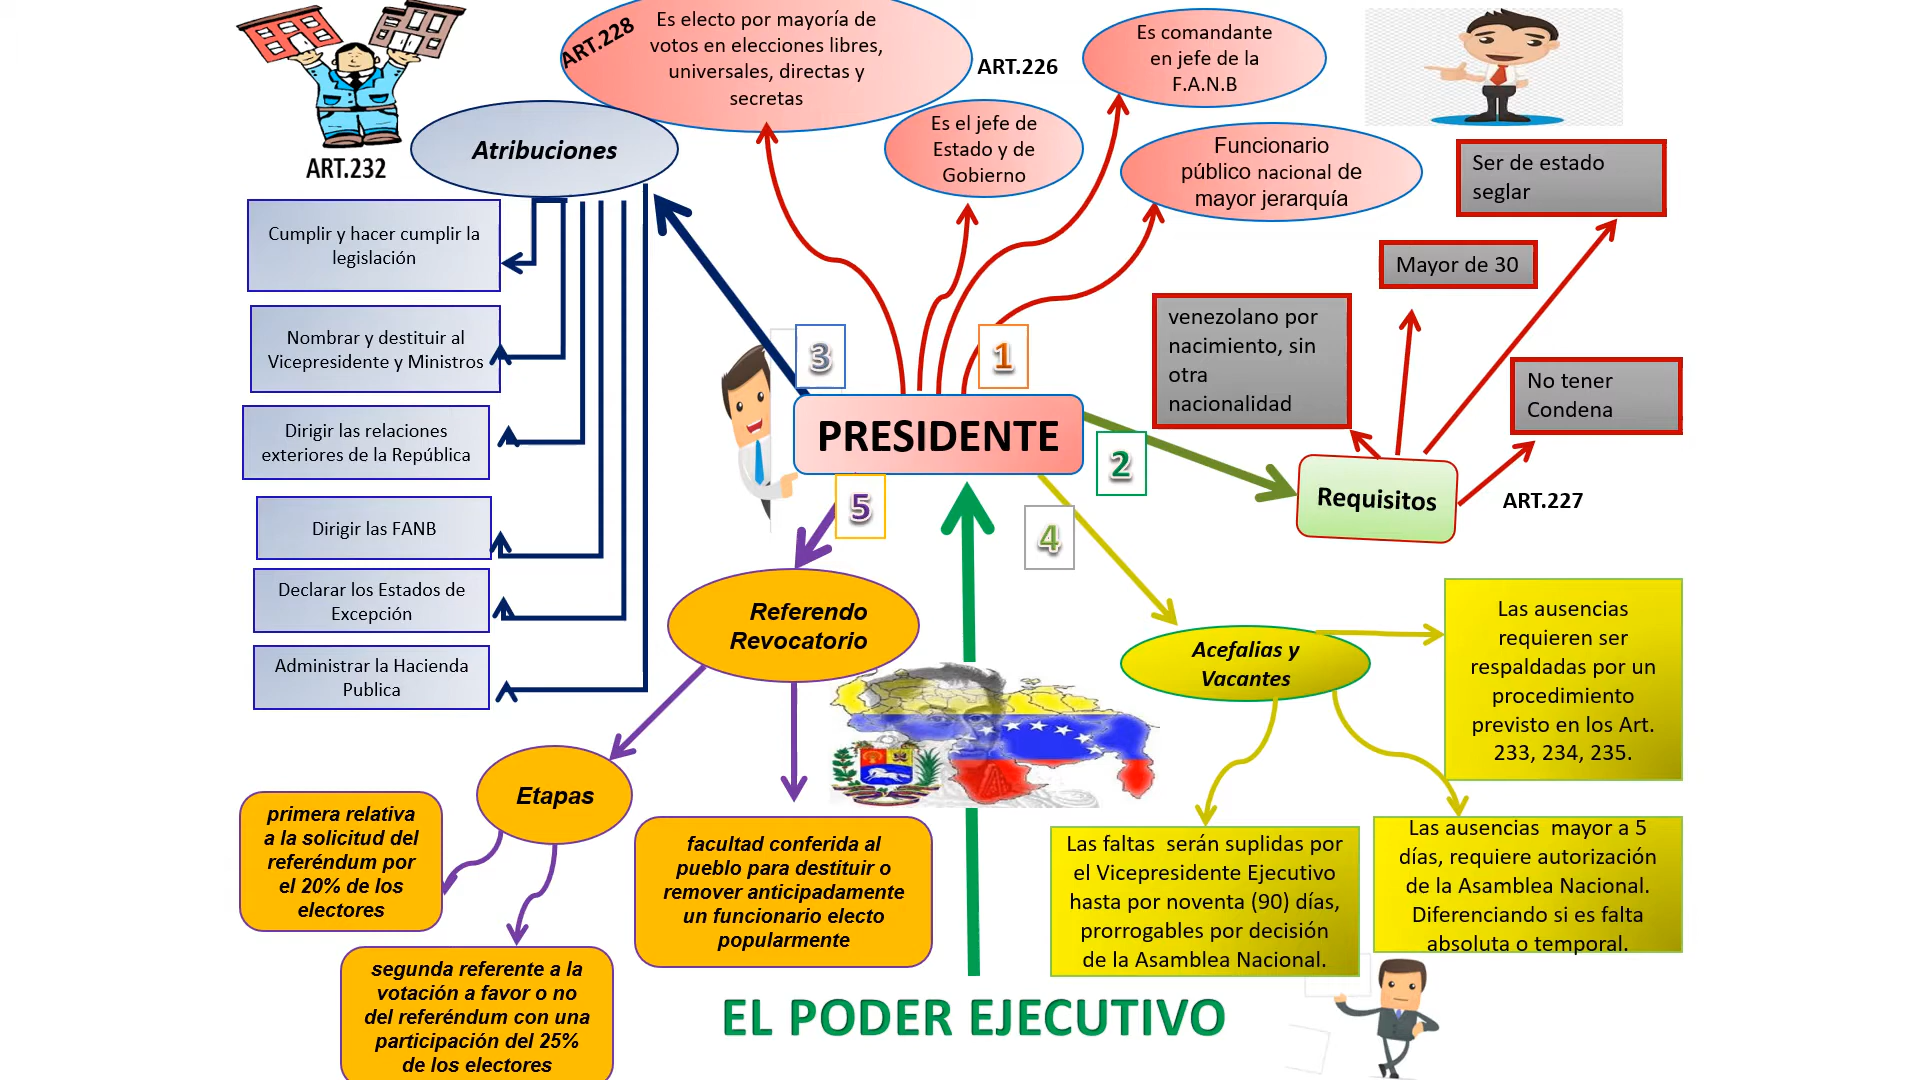 ART.228
Es electo por mayoría de
votos en elecciones libres,
universales, directas y
secretas
ART.226
Es comandante
en jefe de la
F.A.N.B
Es el jefe de
Estado y de
Gobierno
Funcionario
público nacional de
mayor jerarquía
ART.232
Atribuciones
Cumplir y hacer cumplir la
legislación
Nombrar y destituir al
Vicepresidente y Ministros
Dirigir las relaciones
exteriores de la República
Dirigir las FANB
Declarar los Estados de
Excepción
Administrar la Hacienda
Publica
Ser de estado
seglar
Mayor de 30
venezolano por
nacimiento, sin
otra
nacionalidad
No tener
Condena
Requisitos
ART.227
3
1
PRESIDENTE
2
5
4
Referendo
Revocatorio
Acefalias y
Vacantes
Las ausencias
requieren ser
respaldadas por un
procedimiento
previsto en los Art.
233, 234, 235.
Etapas
primera relativa
a la solicitud del
referéndum por
el 20% de los
electores
facultad conferida al
pueblo para destituir o
remover anticipadamente
un funcionario electo
popularmente
Las faltas serán suplidas por
el Vicepresidente Ejecutivo
hasta por noventa (90) días,
prorrogables por decisión
de la Asamblea Nacional.
Las ausencias mayor a 5
días, requiere autorización
de la Asamblea Nacional.
Diferenciando si es falta
absoluta o temporal.
segunda referente a la
votación a favor o no
del referéndum con una
participación del 25%
de los electores
EL PODER EJECUTIVO